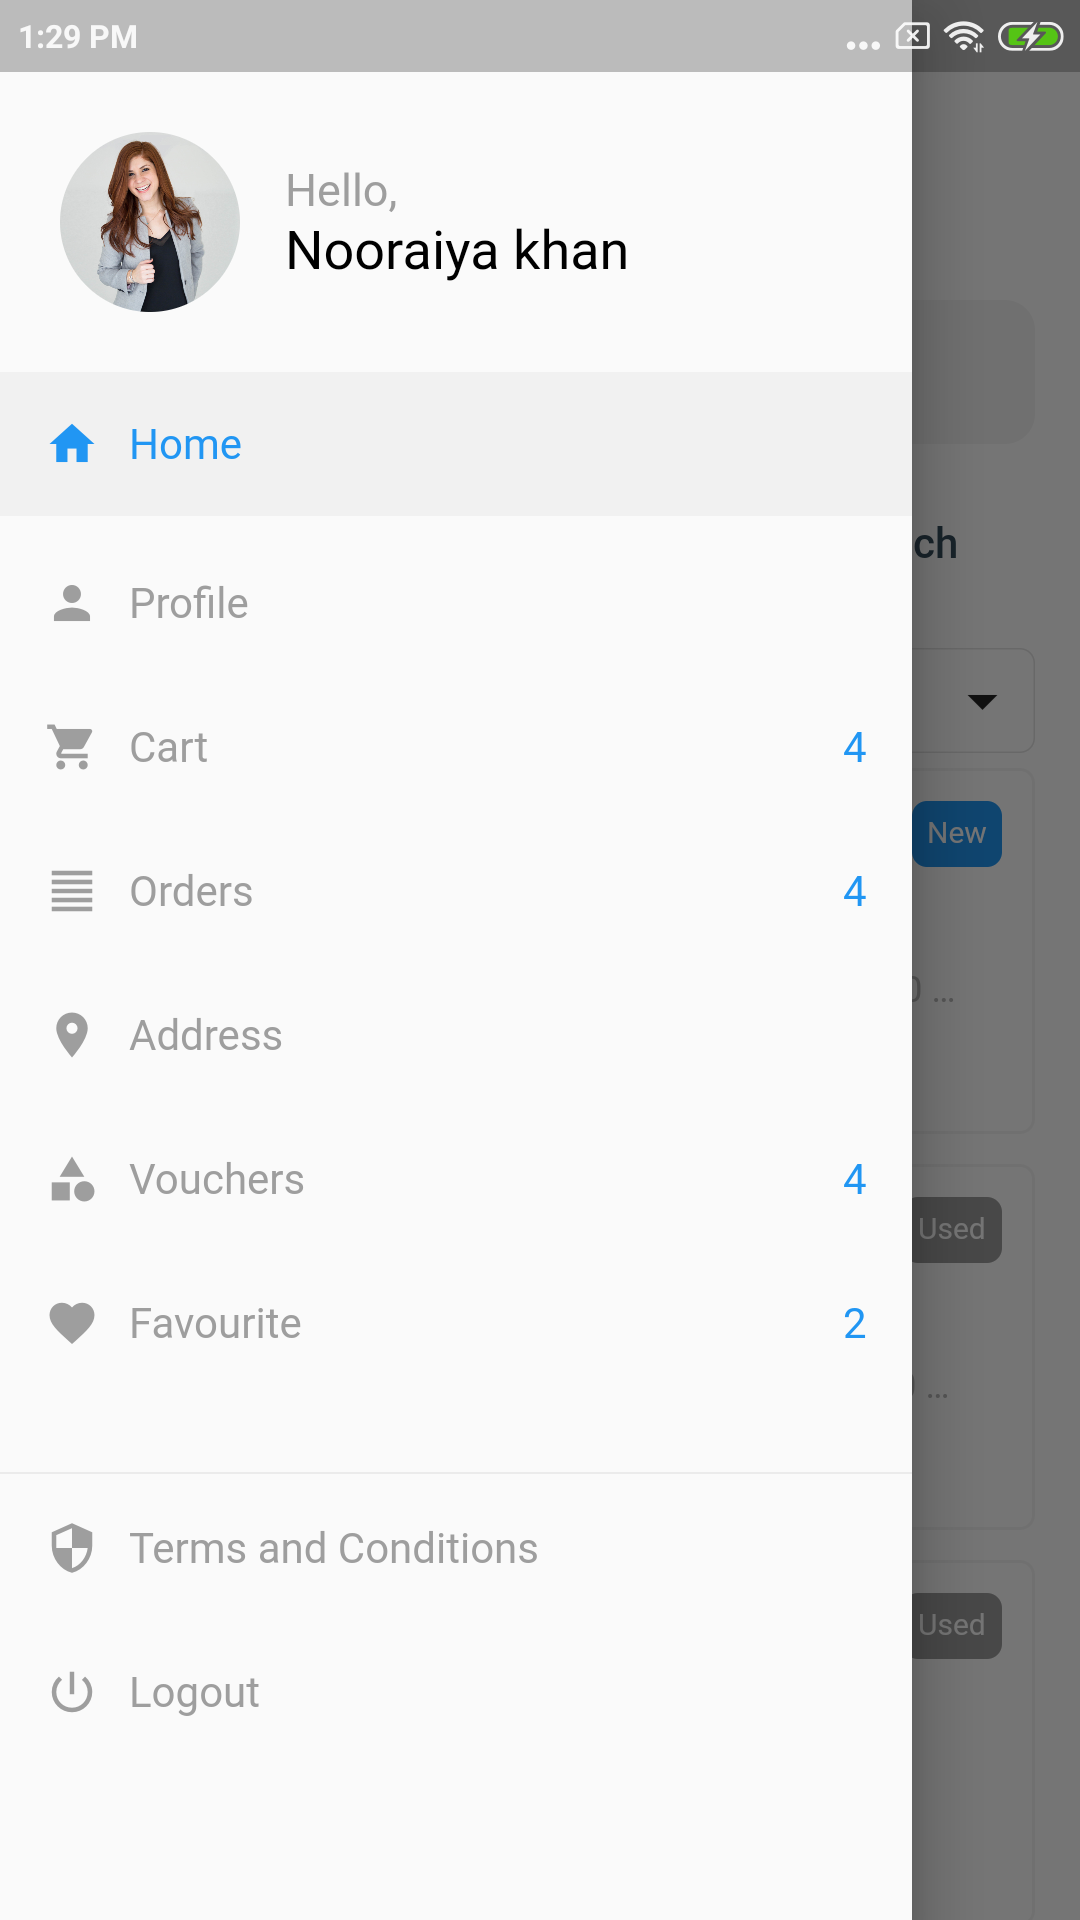 1:29 PM
Hello,
Nooraiya khan
Home
ch
Profile
Cart 4
New
Orders 4
...
Address
Vouchers 4
Used
Favourite 2
...
Terms and Conditions
Used
Logout